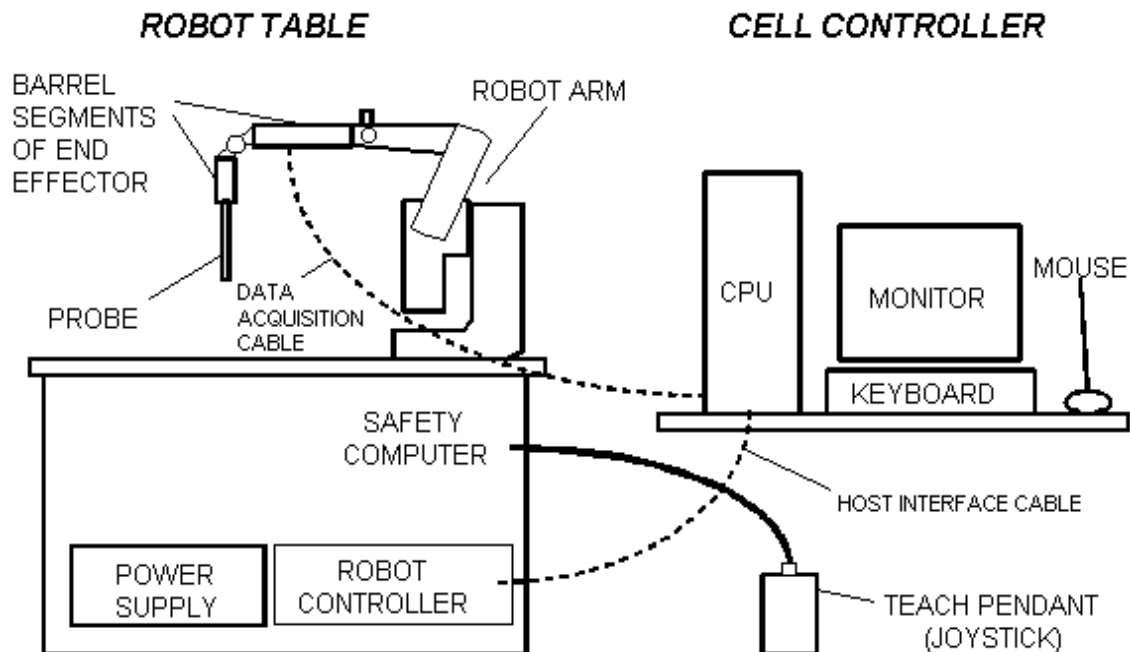 ROBOT TABLE
CELL CONTROLLER
BARREL
SEGMENTS
OF END
EFFECTOR
ROBOT ARM
PROBE
DATA
ACQUISITION
CABLE
CPU
MONITOR
MOUSE
KEYBOARD
SAFETY
COMPUTER
HOST INTERFACE CABLE
POWER
SUPPLY
ROBOT
CONTROLLER
TEACH PENDANT
(JOYSTICK)